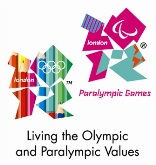 london
london
Paralympic Games
Living the Olympic
and Paralympic Values